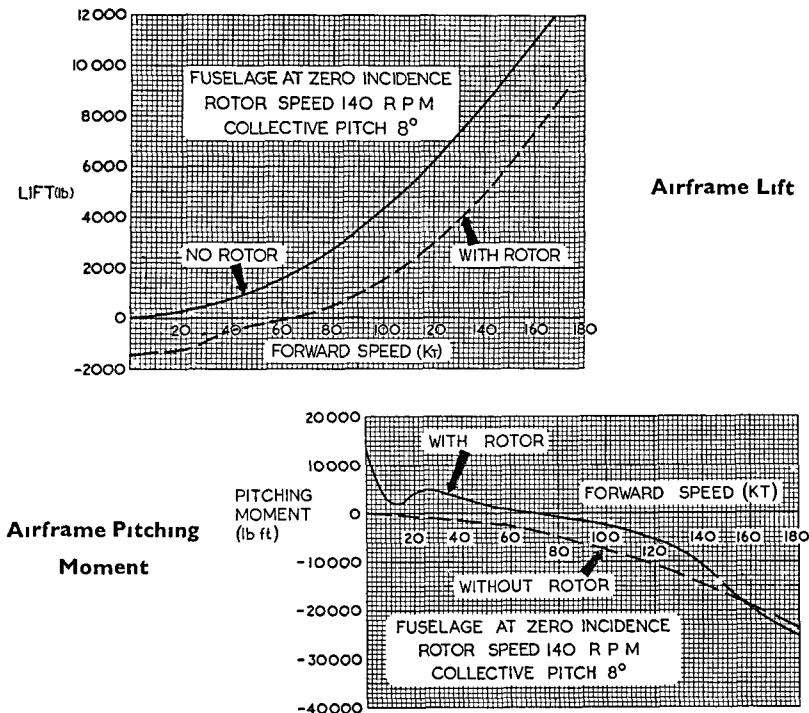 12000
10000
8000
6000
4000
2000
0
-2000
LIFT (lb)
FUSELAGE AT ZERO INCIDENCE
ROTOR SPEED 140 R P M
COLLECTIVE PITCH 8°
NO ROTOR
WITH ROTOR
20 40 60 80 100 120 140 160 180
FORWARD SPEED (KT)
Airframe Lift
20000
10000
0
-10000
-20000
-30000
-40000
PITCHING
MOMENT
(lb ft)
WITH ROTOR
FORWARD SPEED (KT)
20 40 60 80 100 120 140 160 180
WITHOUT ROTOR
FUSELAGE AT ZERO INCIDENCE
ROTOR SPEED 140 R P M
COLLECTIVE PITCH 8°
Airframe Pitching
Moment